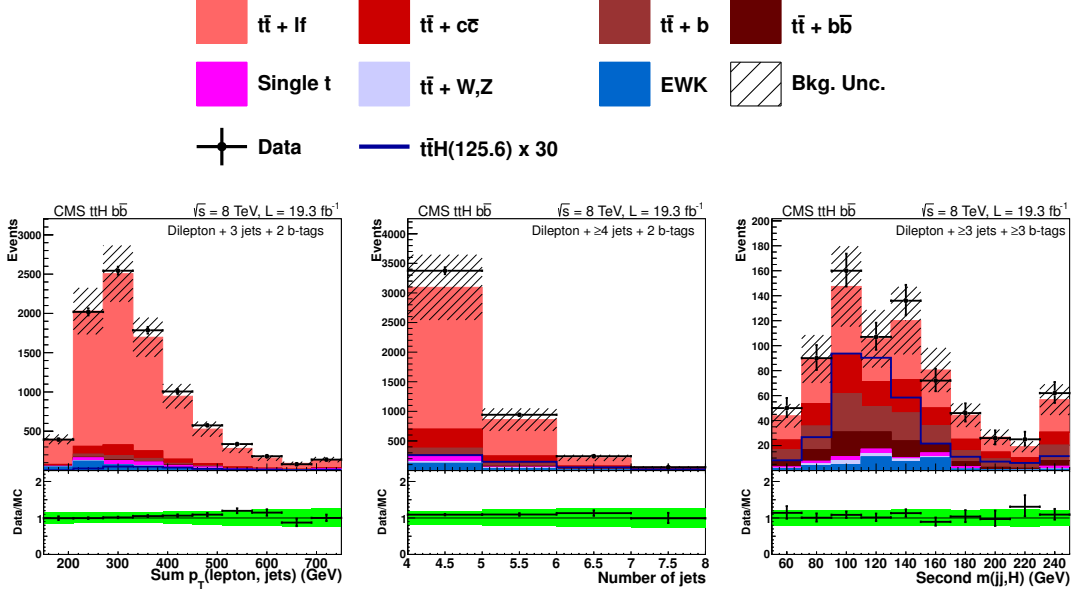 tt̄ + lf
tt̄ + cc̄
tt̄ + b
tt̄ + bb̄
Single t
tt̄ + W,Z
EWK
Bkg. Unc.
Data
tt̄H(125.6) x 30
CMS ttH bb̄
√s = 8 TeV, L = 19.3 fb⁻¹
Dilepton + 3 jets + 2 b-tags
Events
3000
2500
2000
1500
1000
500
Data/MC
2
1
0
200 300 400 500 600 700
Sum p_T(lepton, jets) (GeV)
CMS ttH bb̄
√s = 8 TeV, L = 19.3 fb⁻¹
Dilepton + ≥4 jets + 2 b-tags
Events
4000
3500
3000
2500
2000
1500
1000
500
Data/MC
2
1
0
4 4.5 5 5.5 6 6.5 7 7.5 8
Number of jets
CMS ttH bb̄
√s = 8 TeV, L = 19.3 fb⁻¹
Dilepton + ≥3 jets + ≥3 b-tags
Events
200
180
160
140
120
100
80
60
40
20
Data/MC
2
1
0
60 80 100 120 140 160 180 200 220 240
Second m(jj,H) (GeV)